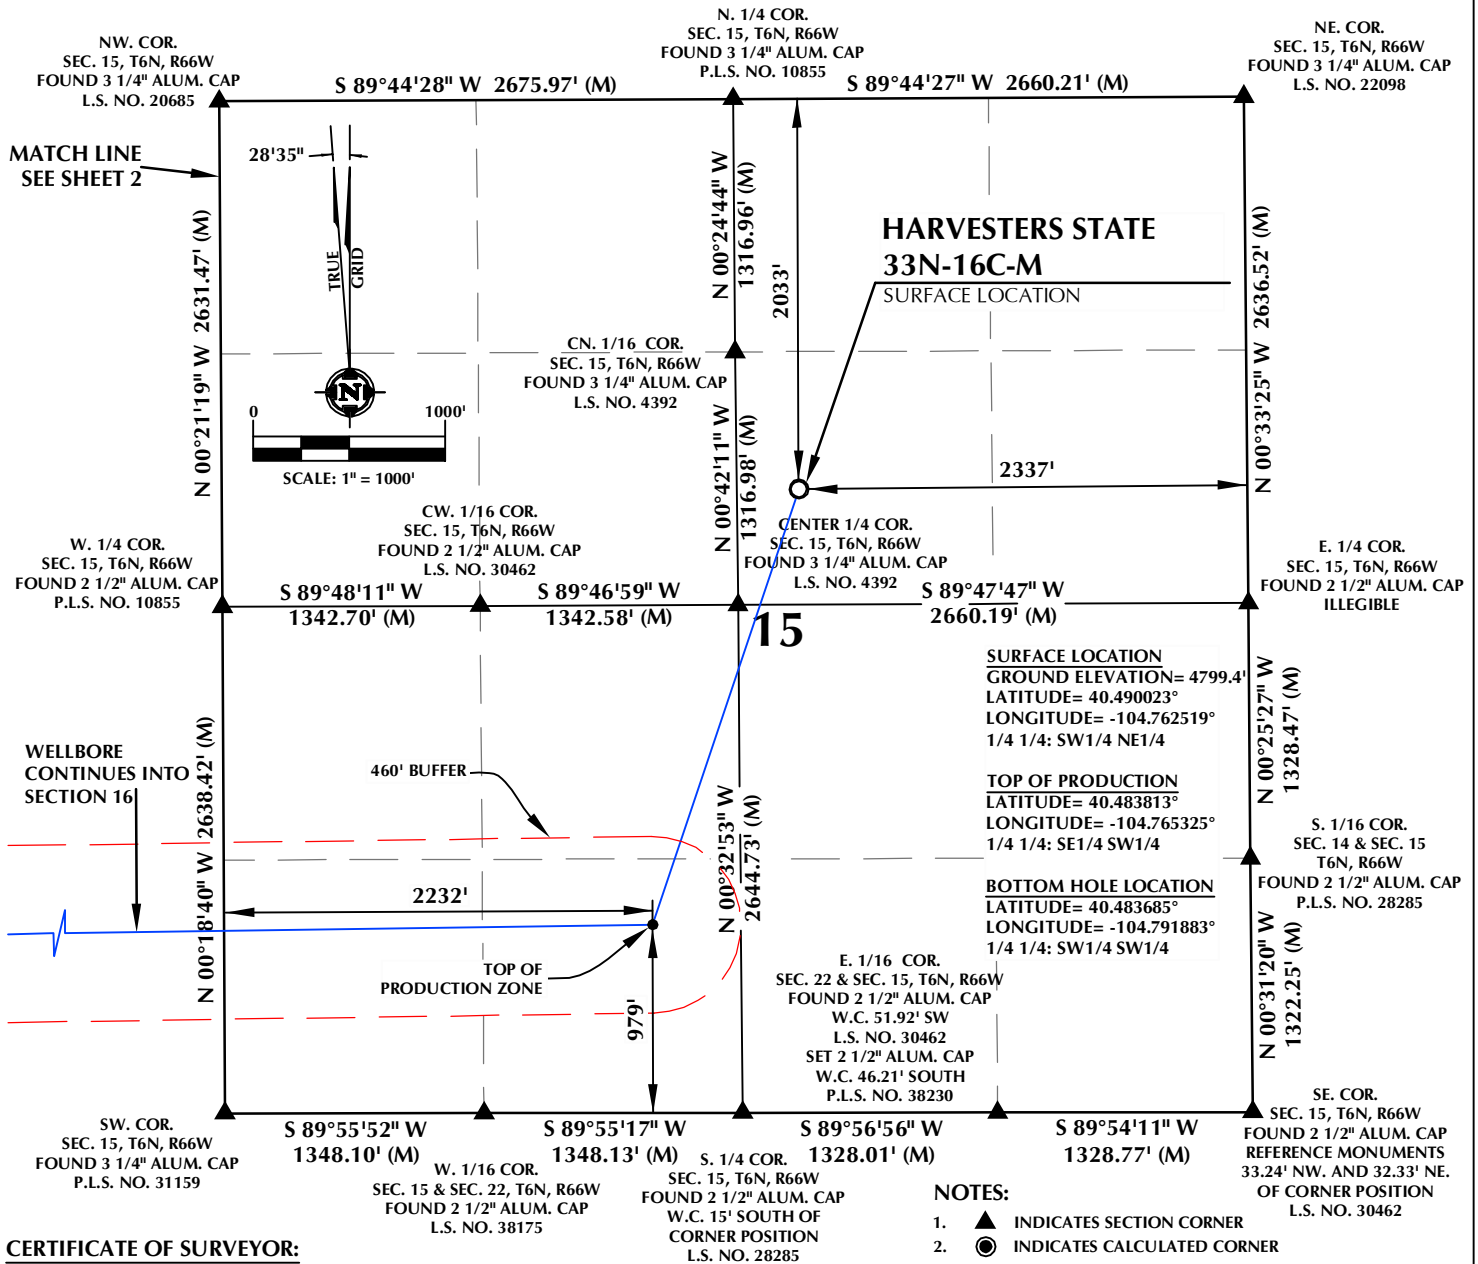 N. 1/4 COR.
SEC. 15, T6N, R66W
FOUND 3 1/4" ALUM. CAP
P.L.S. NO. 10855
NW. COR.
SEC. 15, T6N, R66W
FOUND 3 1/4" ALUM. CAP
L.S. NO. 20685
NE. COR.
SEC. 15, T6N, R66W
FOUND 3 1/4" ALUM. CAP
L.S. NO. 22098
S 89°44'28" W 2675.97' (M)
S 89°44'27" W 2660.21' (M)
MATCH LINE
SEE SHEET 2
28'35"
TRUE
GRID
N
0 1000'
SCALE: 1" = 1000'
N 00°21'19" W 2631.47' (M)
N 00°24'44" W
1316.96' (M)
2033'
HARVESTERS STATE
33N-16C-M
SURFACE LOCATION
N 00°33'25" W 2636.52' (M)
CN. 1/16 COR.
SEC. 15, T6N, R66W
FOUND 3 1/4" ALUM. CAP
L.S. NO. 4392
N 00°42'11" W
1316.98' (M)
2337'
CW. 1/16 COR.
SEC. 15, T6N, R66W
FOUND 2 1/2" ALUM. CAP
L.S. NO. 30462
CENTER 1/4 COR.
SEC. 15, T6N, R66W
FOUND 3 1/4" ALUM. CAP
L.S. NO. 4392
W. 1/4 COR.
SEC. 15, T6N, R66W
FOUND 2 1/2" ALUM. CAP
P.L.S. NO. 10855
E. 1/4 COR.
SEC. 15, T6N, R66W
FOUND 2 1/2" ALUM. CAP
ILLEGIBLE
S 89°48'11" W
1342.70' (M)
S 89°46'59" W
1342.58' (M)
S 89°47'47" W
2660.19' (M)
15
SURFACE LOCATION
GROUND ELEVATION= 4799.4'
LATITUDE= 40.490023°
LONGITUDE= -104.762519°
1/4 1/4: SW1/4 NE1/4
TOP OF PRODUCTION
LATITUDE= 40.483813°
LONGITUDE= -104.765325°
1/4 1/4: SE1/4 SW1/4
BOTTOM HOLE LOCATION
LATITUDE= 40.483685°
LONGITUDE= -104.791883°
1/4 1/4: SW1/4 SW1/4
N 00°25'27" W
1328.47' (M)
WELLBORE
CONTINUES INTO
SECTION 16
460' BUFFER
N 00°18'40" W 2638.42' (M)
N 00°32'53" W
2644.73' (M)
S. 1/16 COR.
SEC. 14 & SEC. 15
T6N, R66W
FOUND 2 1/2" ALUM. CAP
P.L.S. NO. 28285
2232'
TOP OF
PRODUCTION ZONE
979'
E. 1/16 COR.
SEC. 22 & SEC. 15, T6N, R66W
FOUND 2 1/2" ALUM. CAP
W.C. 51.92' SW
L.S. NO. 30462
SET 2 1/2" ALUM. CAP
W.C. 46.21' SOUTH
P.L.S. NO. 38230
N 00°31'20" W
1322.25' (M)
SW. COR.
SEC. 15, T6N, R66W
FOUND 3 1/4" ALUM. CAP
P.L.S. NO. 31159
S 89°55'52" W
1348.10' (M)
S 89°55'17" W
1348.13' (M)
S 89°56'56" W
1328.01' (M)
S 89°54'11" W
1328.77' (M)
SE. COR.
SEC. 15, T6N, R66W
FOUND 2 1/2" ALUM. CAP
REFERENCE MONUMENTS
33.24' NW. AND 32.33' NE.
OF CORNER POSITION
L.S. NO. 30462
W. 1/16 COR.
SEC. 15 & SEC. 22, T6N, R66W
FOUND 2 1/2" ALUM. CAP
L.S. NO. 38175
S. 1/4 COR.
SEC. 15, T6N, R66W
FOUND 2 1/2" ALUM. CAP
W.C. 15' SOUTH OF
CORNER POSITION
L.S. NO. 28285
NOTES:
1. INDICATES SECTION CORNER
2. INDICATES CALCULATED CORNER
CERTIFICATE OF SURVEYOR: